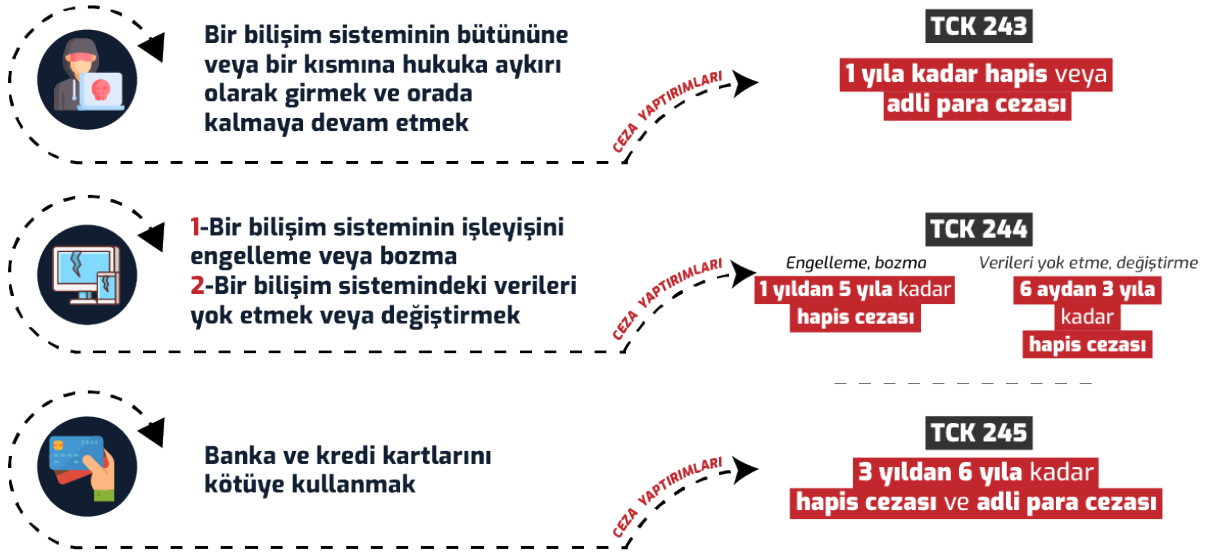 Bir bilişim sisteminin bütününe
veya bir kısmına hukuka aykırı
olarak girmek ve orada
kalmaya devam etmek
CEZA YAPTIRIMLARI
TCK 243
1 yıla kadar hapis veya
adli para cezası
1-Bir bilişim sisteminin işleyişini
engelleme veya bozma
2-Bir bilişim sistemindeki verileri
yok etmek veya değiştirmek
CEZA YAPTIRIMLARI
TCK 244
Engelleme, bozma
1 yıldan 5 yıla kadar
hapis cezası
Verileri yok etme, değiştirme
6 aydan 3 yıla
kadar
hapis cezası
Banka ve kredi kartlarını
kötüye kullanmak
CEZA YAPTIRIMLARI
TCK 245
3 yıldan 6 yıla kadar
hapis cezası ve adli para cezası